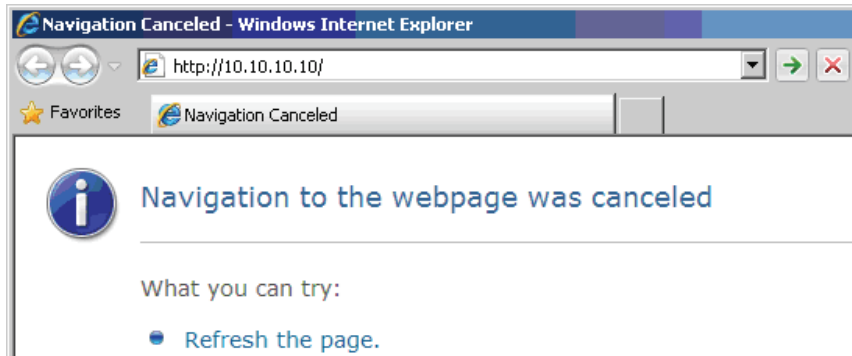 Navigation Canceled - Windows Internet Explorer
http://10.10.10.10/
Favorites
Navigation Canceled
Navigation to the webpage was canceled
What you can try:
Refresh the page.